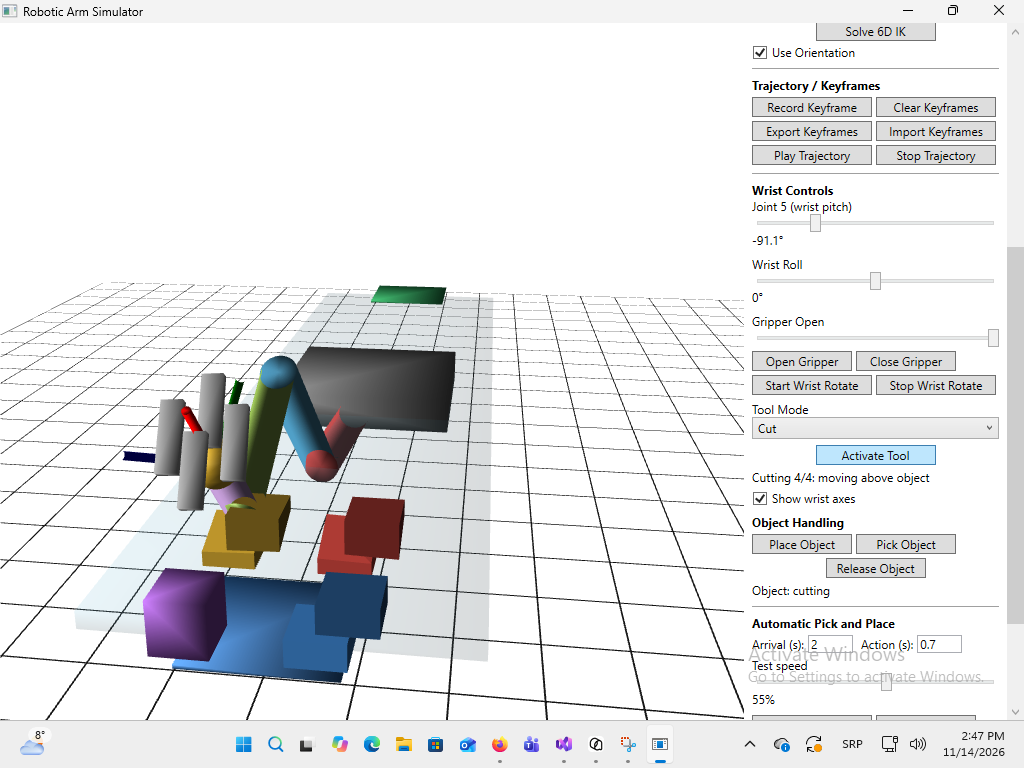 Robotic Arm Simulator
Solve 6D IK
Use Orientation
Trajectory / Keyframes
Record Keyframe Clear Keyframes
Export Keyframes Import Keyframes
Play Trajectory Stop Trajectory
Wrist Controls
Joint 5 (wrist pitch)
-91.1°
Wrist Roll
0°
Gripper Open
Open Gripper Close Gripper
Start Wrist Rotate Stop Wrist Rotate
Tool Mode
Cut
Activate Tool
Cutting 4/4: moving above object
Show wrist axes
Object Handling
Place Object Pick Object
Release Object
Object: cutting
Automatic Pick and Place
Arrival (s): 2 Action (s): 0.7
Activate Windows
Test speed
Go to Settings to activate Windows.
55%
8°
SRP
2:47 PM
11/14/2026